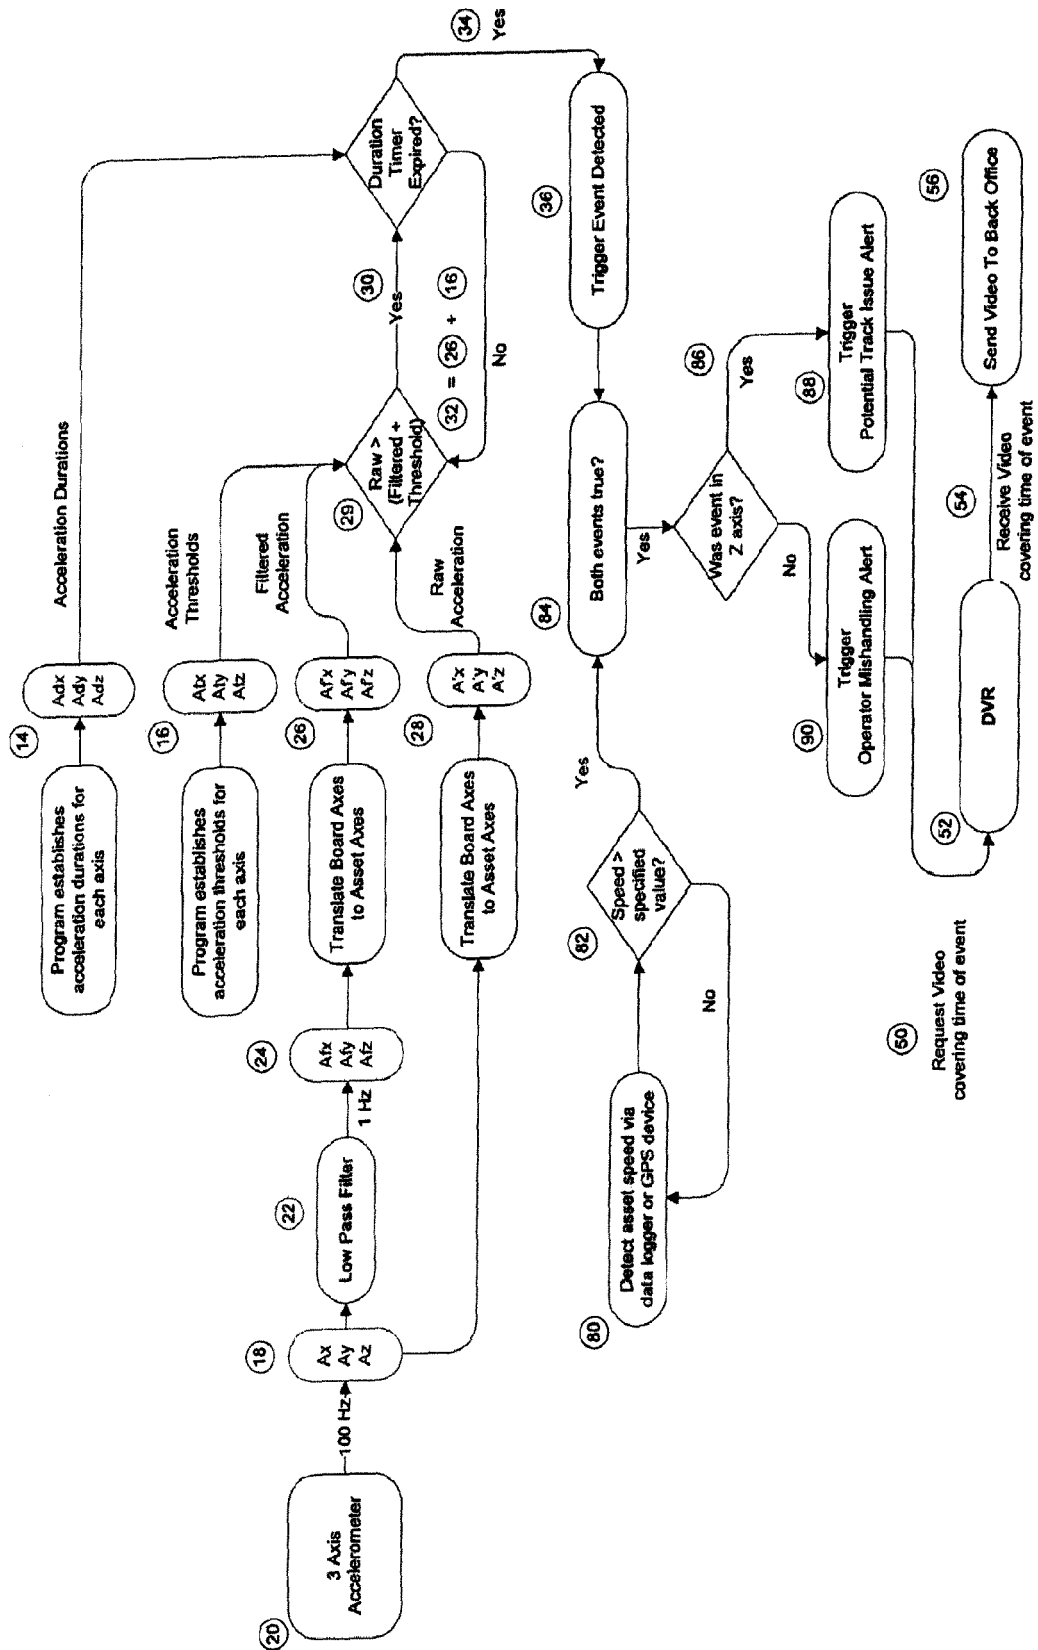 14
Program establishes
acceleration durations for
each axis
Adx
Ady
Adz
Acceleration Durations
16
Program establishes
acceleration thresholds for
each axis
Atx
Aty
Atz
Acceleration
Thresholds
20
3 Axis
Accelerometer
100 Hz
18
Ax
Ay
Az
22
Low Pass Filter
1 Hz
24
Afx
Afy
Afz
Translate Board Axes
to Asset Axes
26
Af'x
Af'y
Af'z
Filtered
Acceleration
Translate Board Axes
to Asset Axes
28
A'x
A'y
A'z
Raw
Acceleration
29
Raw >
(Filtered +
Threshold)
30
Yes
32 = 26 + 16
No
Duration
Timer
Expired?
34
Yes
36
Trigger Event Detected
80
Detect asset speed via
data logger or GPS device
82
Speed >
specified
value?
No
Yes
84
Both events true?
Yes
Was event in
Z axis?
86
Yes
No
88
Trigger
Potential Track Issue Alert
90
Trigger
Operator Mishandling Alert
50
Request Video
covering time of event
52
DVR
54
Receive Video
covering time of event
56
Send Video To Back Office